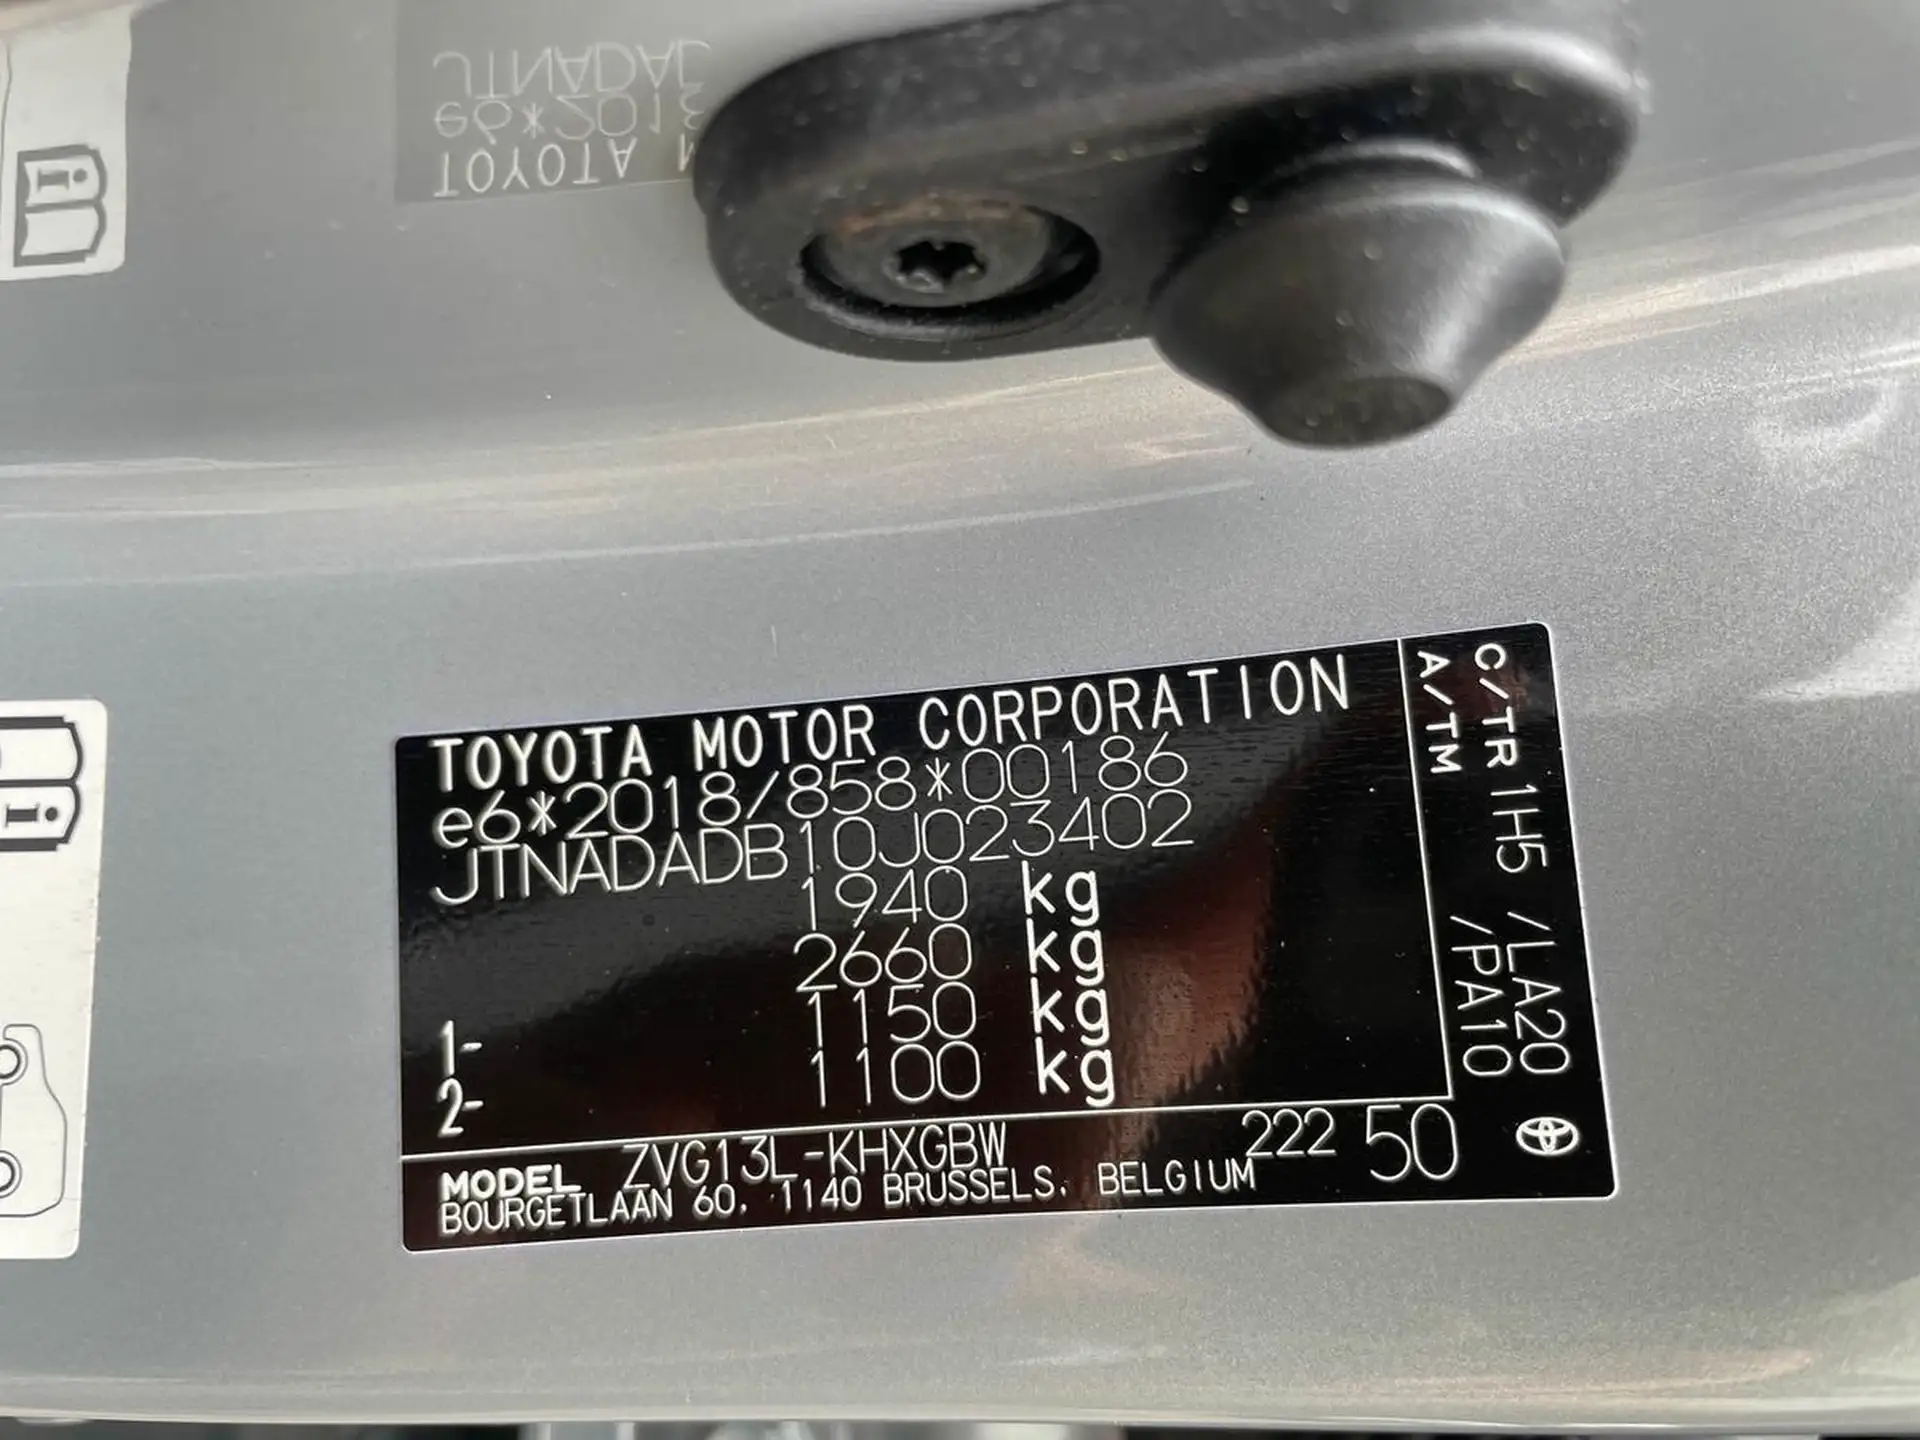 JTNADAL
e6*2018
TOYOTA M
TOYOTA MOTOR CORPORATION
e6*2018/858*00186
JTNADADB10J023402
1940 kg
2660 kg
1- 1150 kg
2- 1100 kg
C/TR 1H5 /LA20
A/TM /PA10
MODEL ZVG13L-KHXGBW 222 50
BOURGETLAAN 60, 1140 BRUSSELS, BELGIUM